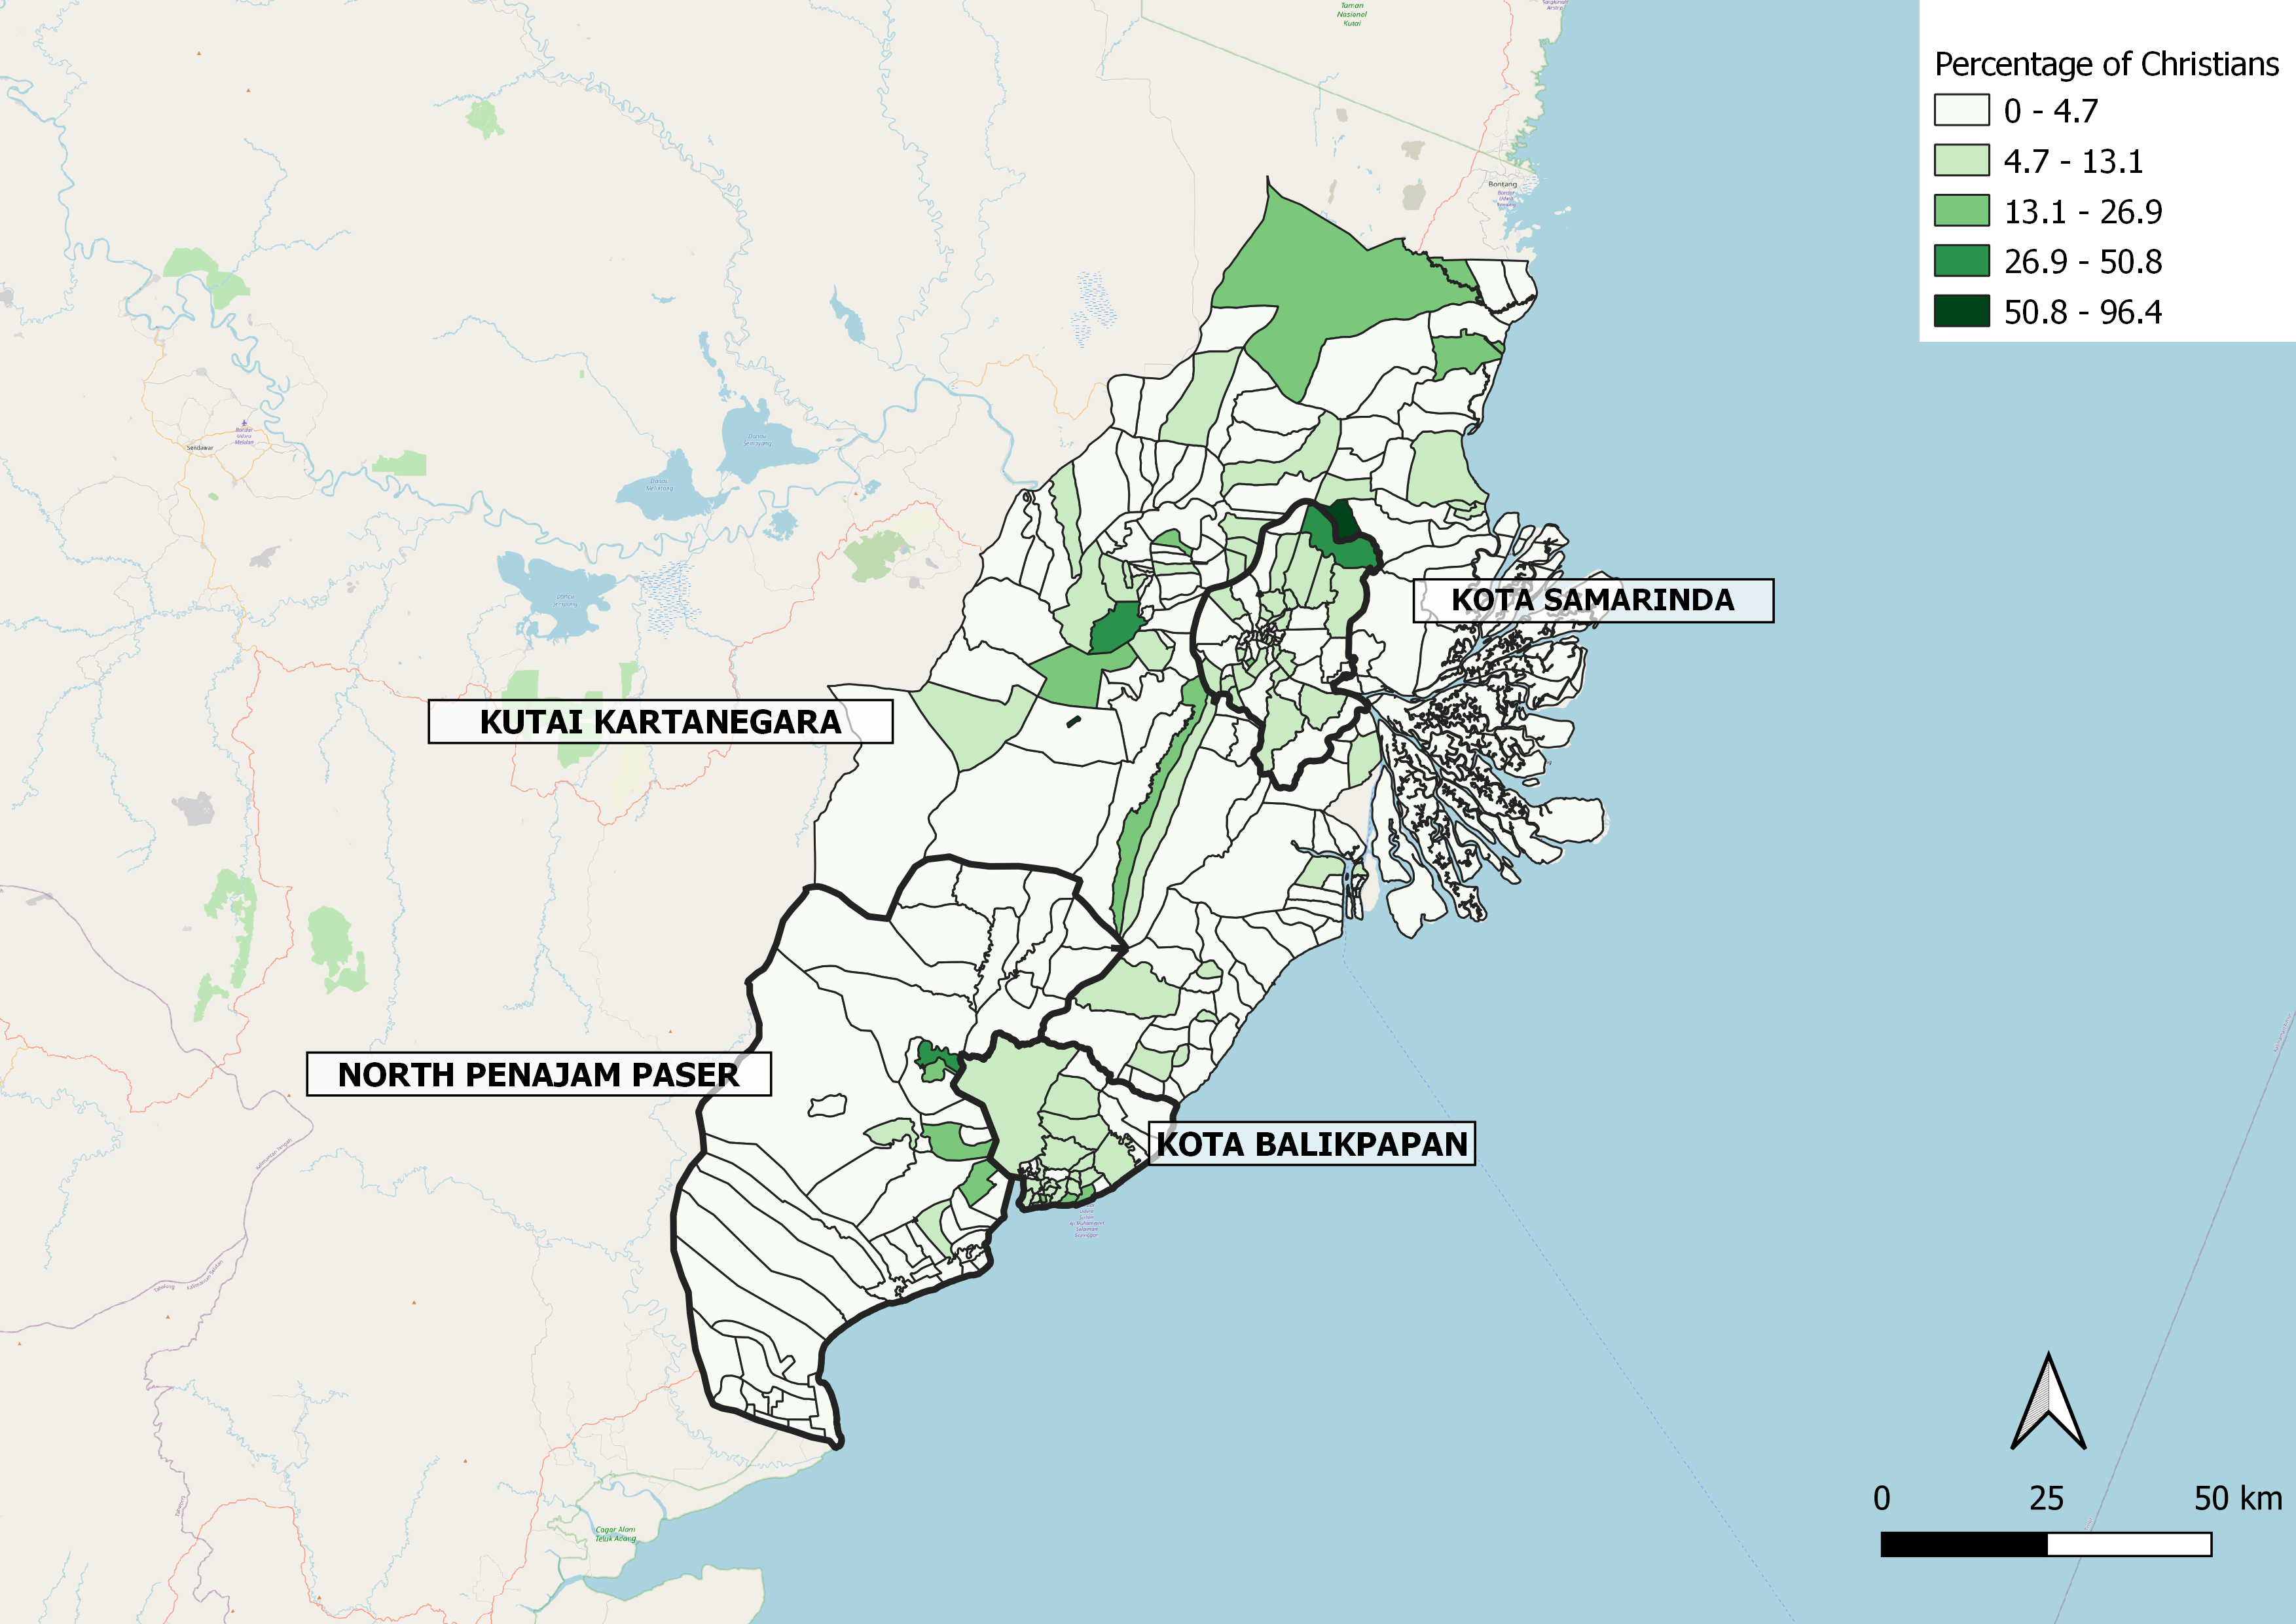 Taman
Nasional
Kutai
Percentage of Christians
0 - 4.7
4.7 - 13.1
13.1 - 26.9
26.9 - 50.8
50.8 - 96.4
Bontang
Sendawar
KOTA SAMARINDA
KUTAI KARTANEGARA
NORTH PENAJAM PASER
KOTA BALIKPAPAN
Cagar Alam
Teluk Adang
0 25 50 km